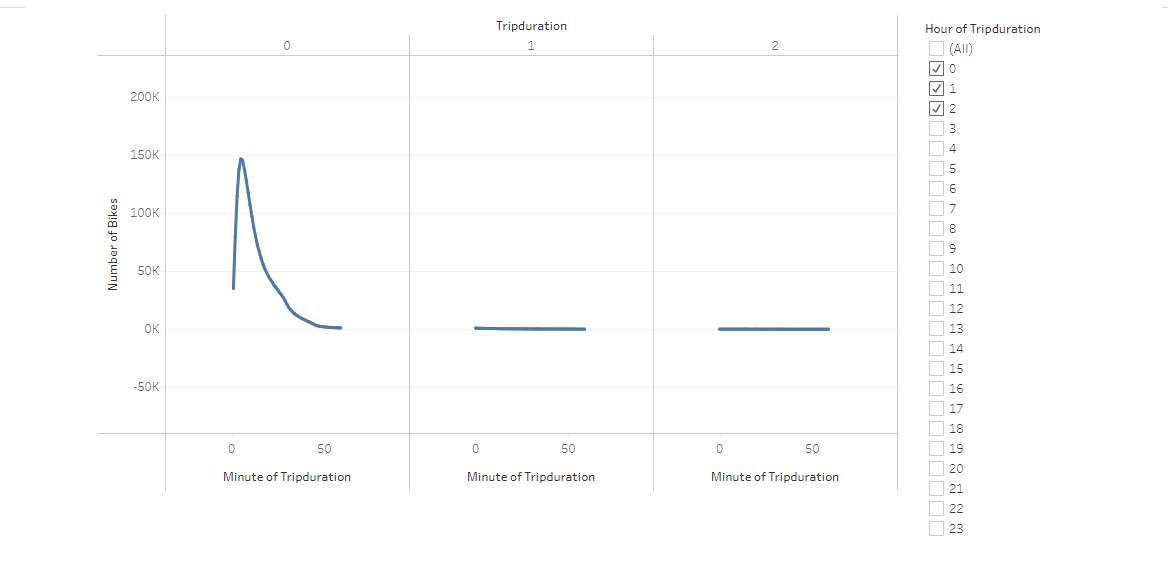 Tripduration
0 1 2
200K
150K
100K
50K
0K
-50K
Number of Bikes
0 50 0 50 0 50
Minute of Tripduration Minute of Tripduration Minute of Tripduration
Hour of Tripduration
(All)
0
1
2
3
4
5
6
7
8
9
10
11
12
13
14
15
16
17
18
19
20
21
22
23